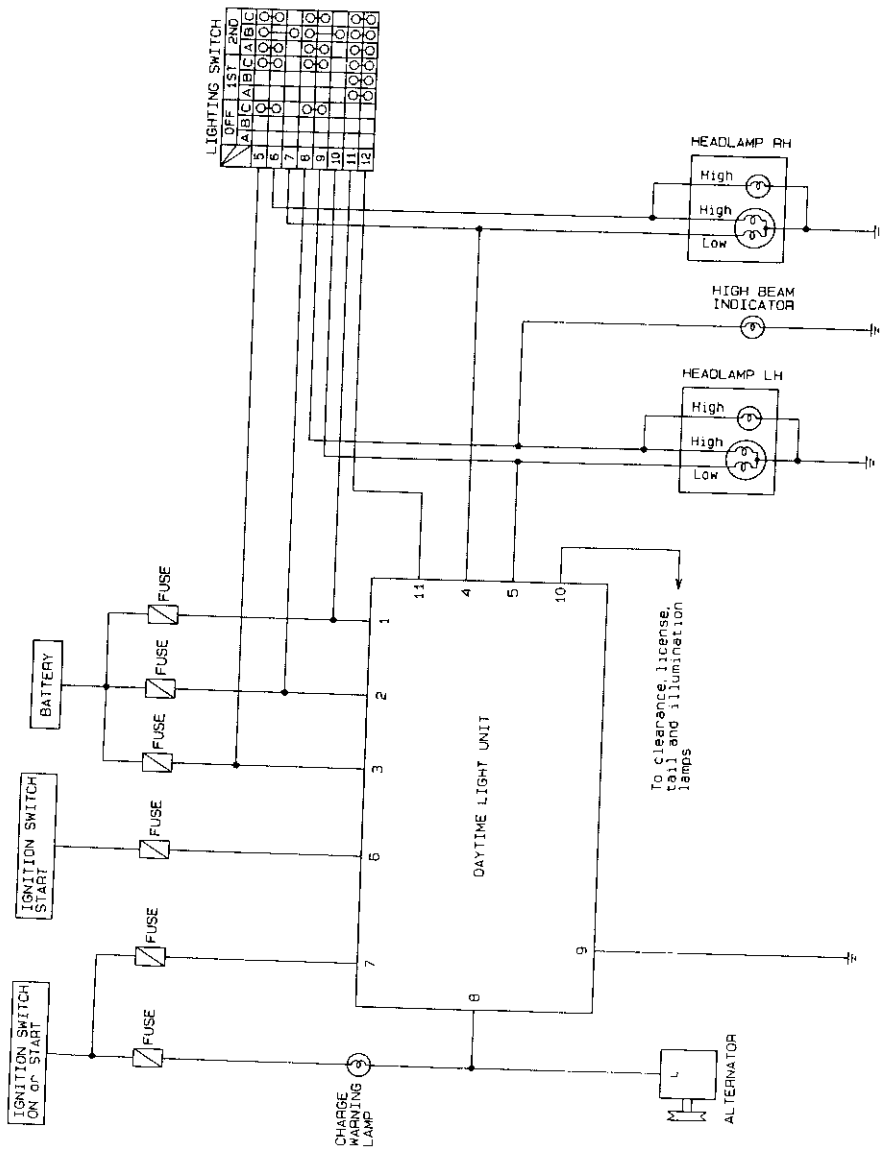 LIGHTING SWITCH
OFF 1ST 2ND
A B C A B C A B C
5
6
7
8
9
10
11
12
HEADLAMP RH
High
High
Low
HIGH BEAM
INDICATOR
HEADLAMP LH
High
High
Low
BATTERY
FUSE
FUSE
FUSE
IGNITION SWITCH
START
FUSE
IGNITION SWITCH
ON or START
FUSE
FUSE
CHARGE
WARNING
LAMP
1
2
3
6
7
8
9
11
4
5
10
DAYTIME LIGHT UNIT
To clearance, license,
tail and illumination
lamps
L
ALTERNATOR